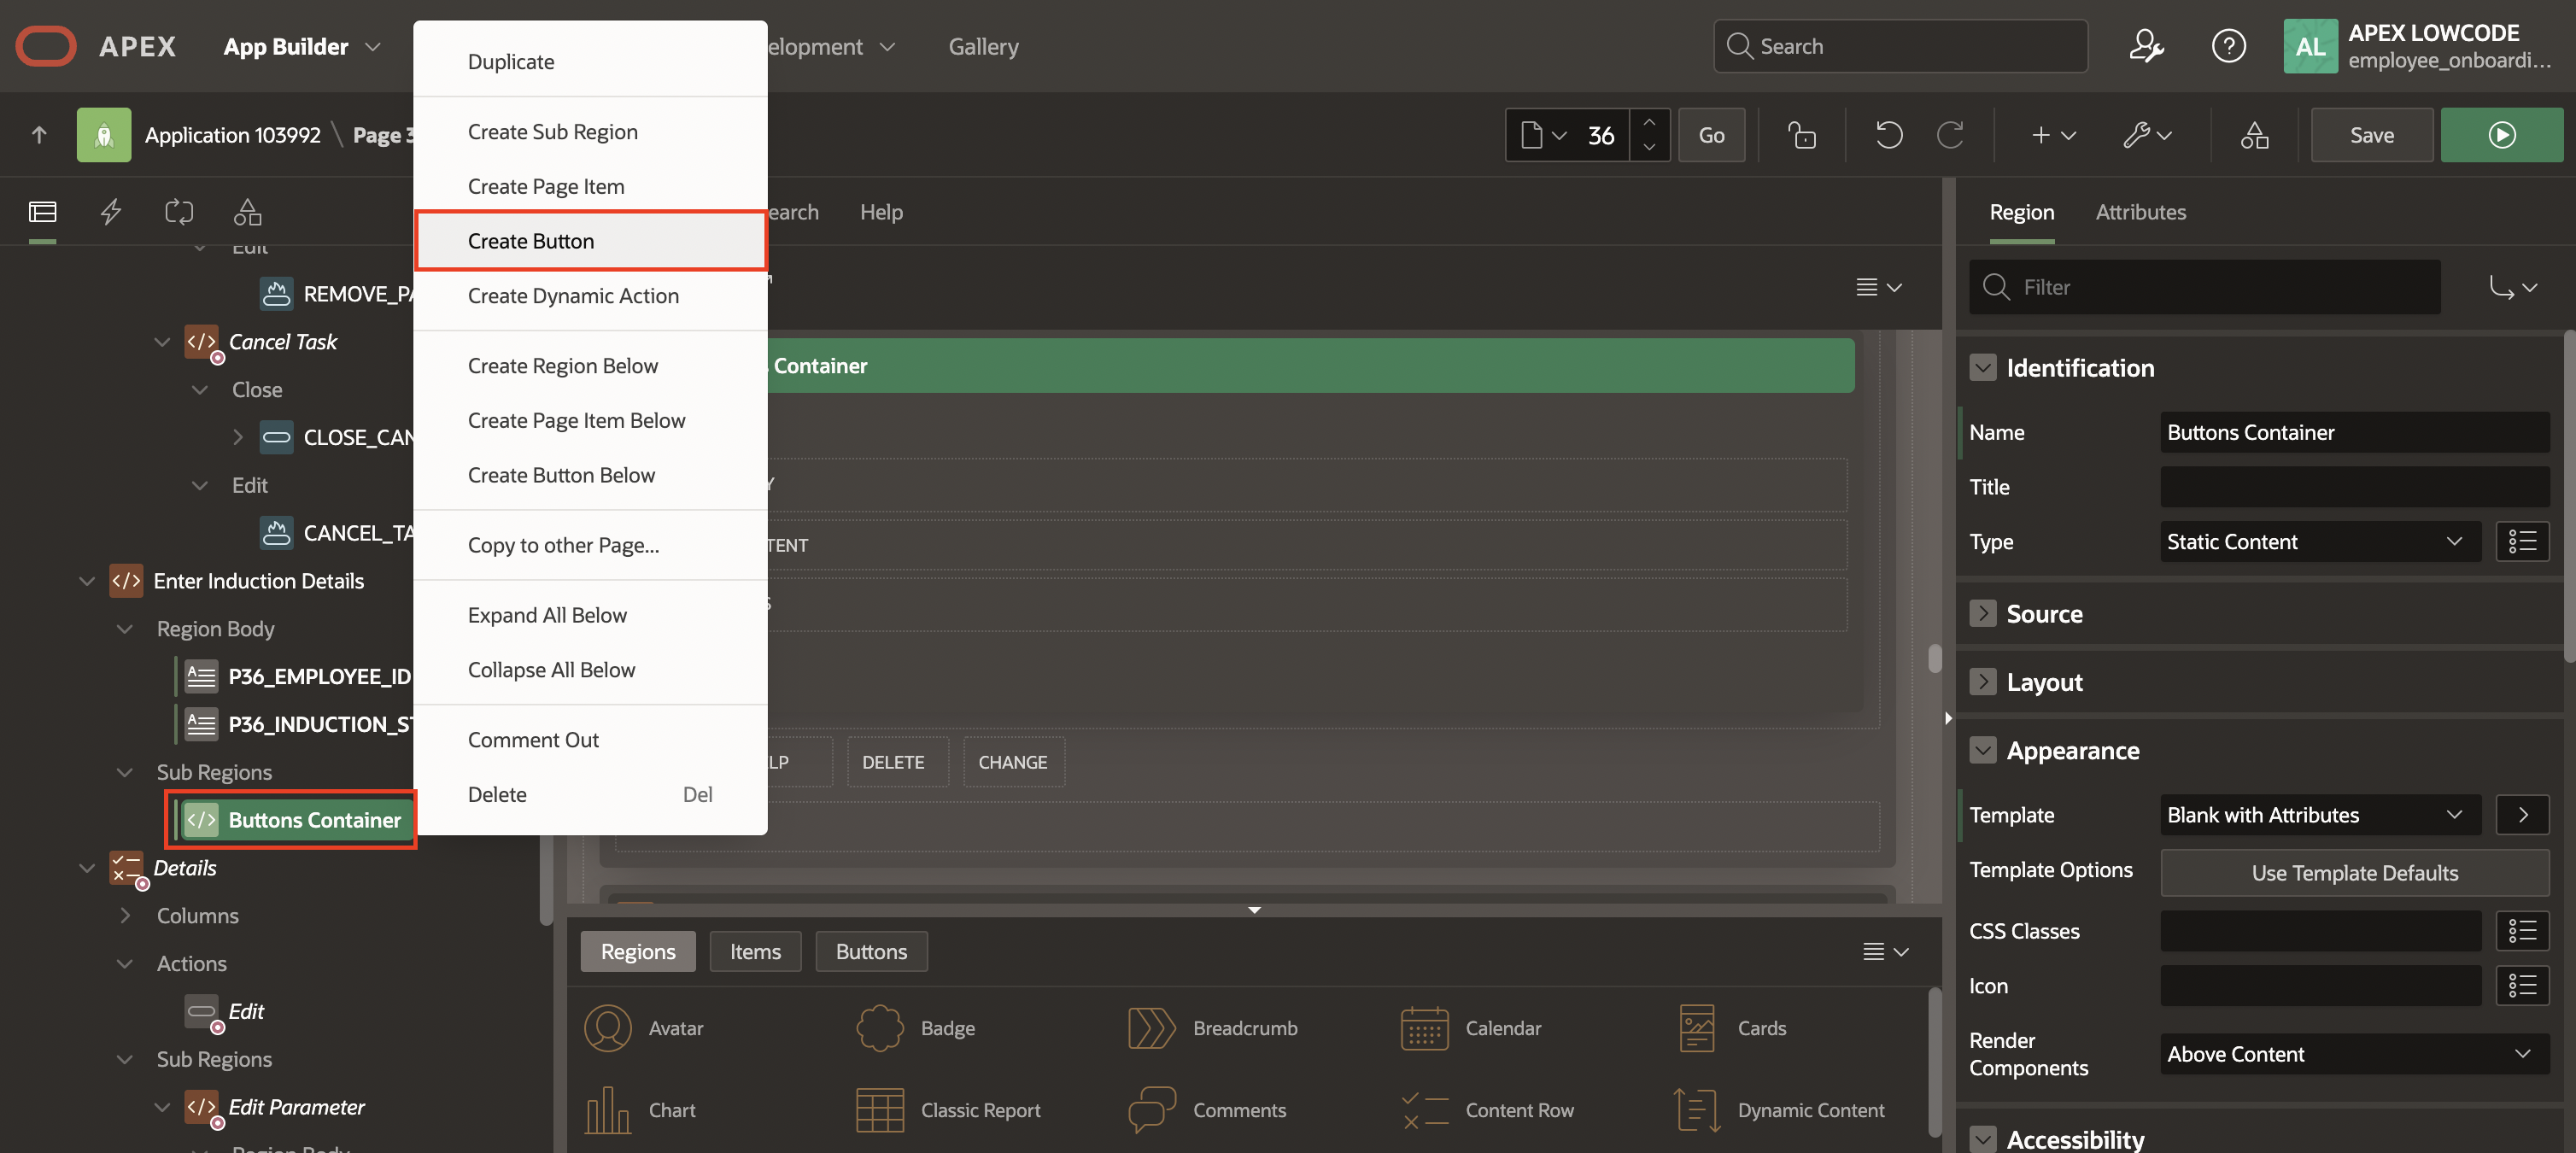 APEX
App Builder
elopment
Gallery
Search
AL
APEX LOWCODE
employee_onboardi...
Application 103992 \ Page 3
36
Go
Save
earch
Help
Duplicate
Create Sub Region
Create Page Item
Create Button
Create Dynamic Action
Create Region Below
Create Page Item Below
Create Button Below
Copy to other Page...
Expand All Below
Collapse All Below
Comment Out
Delete Del
Edit
REMOVE_PA
Cancel Task
Close
CLOSE_CAN
Edit
CANCEL_TA
Enter Induction Details
Region Body
P36_EMPLOYEE_ID
P36_INDUCTION_ST
Sub Regions
Buttons Container
Details
Columns
Actions
Edit
Sub Regions
Edit Parameter
Region Body
Container
Y
TENT
S
LP
DELETE
CHANGE
Regions
Items
Buttons
Avatar
Badge
Breadcrumb
Calendar
Cards
Chart
Classic Report
Comments
Content Row
Dynamic Content
Region
Attributes
Filter
Identification
Name
Buttons Container
Title
Type
Static Content
Source
Layout
Appearance
Template
Blank with Attributes
Template Options
Use Template Defaults
CSS Classes
Icon
Render
Components
Above Content
Accessibility